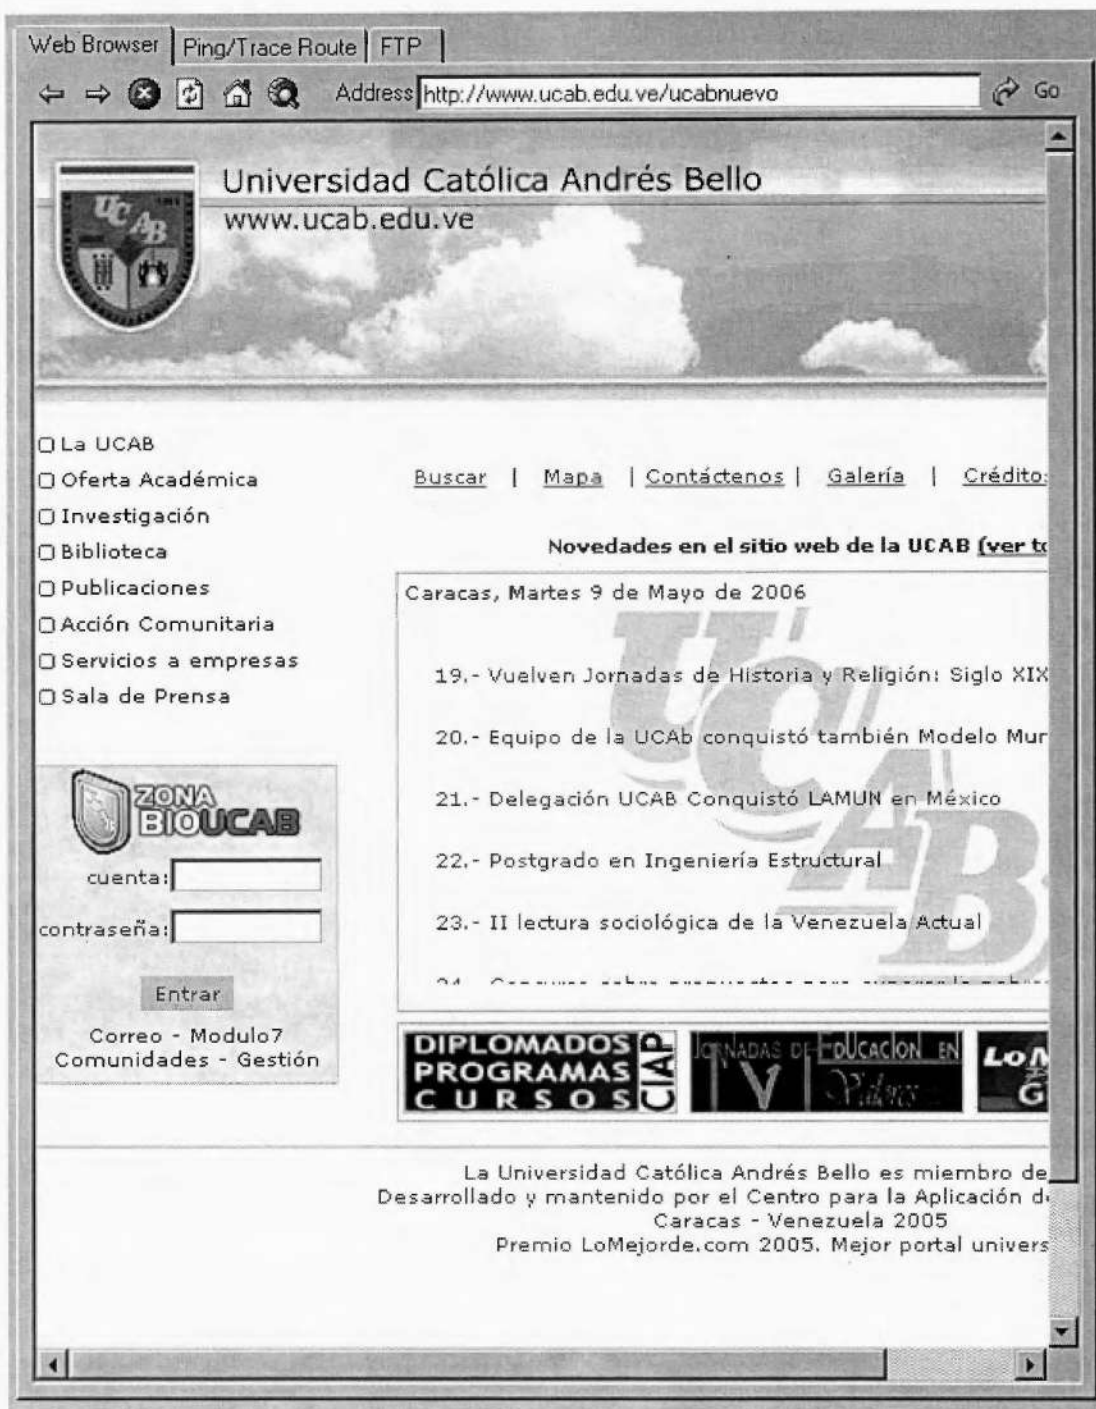 Web Browser Ping/Trace Route FTP
Address http://www.ucab.edu.ve/ucabnuevo Go
Universidad Católica Andrés Bello
www.ucab.edu.ve
UCAB
La UCAB
Oferta Académica
Investigación
Biblioteca
Publicaciones
Acción Comunitaria
Servicios a empresas
Sala de Prensa
Buscar | Mapa | Contáctenos | Galería | Crédito
Novedades en el sitio web de la UCAB (ver to
Caracas, Martes 9 de Mayo de 2006
UCAB
19.- Vuelven Jornadas de Historia y Religión: Siglo XIX
20.- Equipo de la UCAb conquistó también Modelo Mun
21.- Delegación UCAB Conquistó LAMUN en México
22.- Postgrado en Ingeniería Estructural
23.- II lectura sociológica de la Venezuela Actual
ZONA
BIOUCAB
cuenta:
contraseña:
Entrar
Correo - Modulo7
Comunidades - Gestión
DIPLOMADOS
PROGRAMAS
CURSOS
CIAP
JORNADAS DE EDUCACION EN
V
Valores
La Universidad Católica Andrés Bello es miembro de
Desarrollado y mantenido por el Centro para la Aplicación d
Caracas - Venezuela 2005
Premio LoMejorde.com 2005. Mejor portal univers